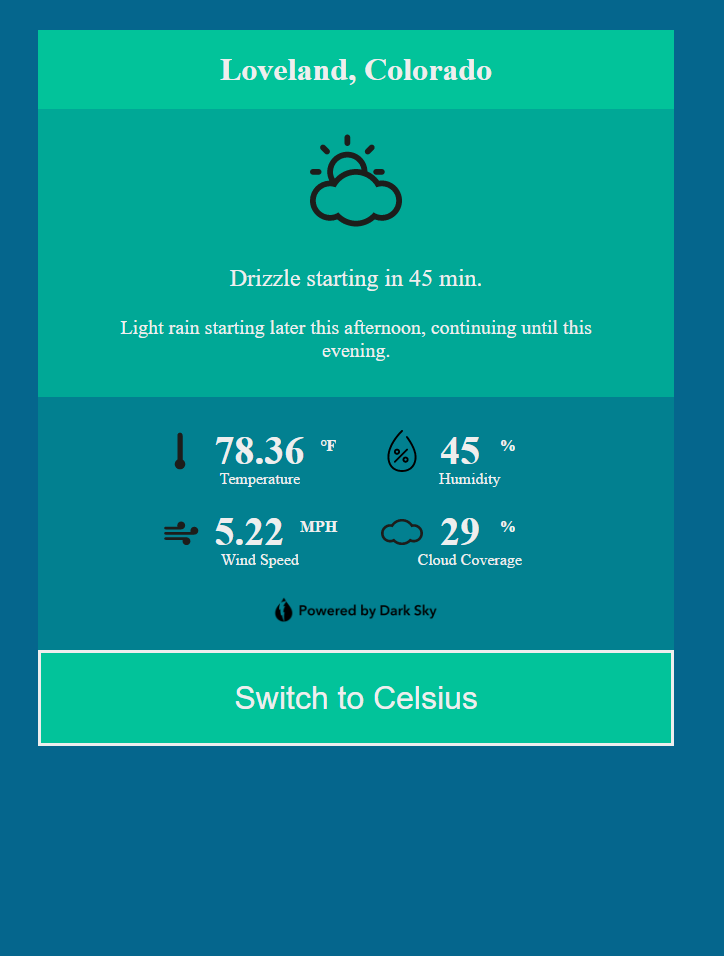 Loveland, Colorado
Drizzle starting in 45 min.
Light rain starting later this afternoon, continuing until this
evening.
78.36 °F 45 %
Temperature Humidity
5.22 MPH 29 %
Wind Speed Cloud Coverage
Powered by Dark Sky
Switch to Celsius